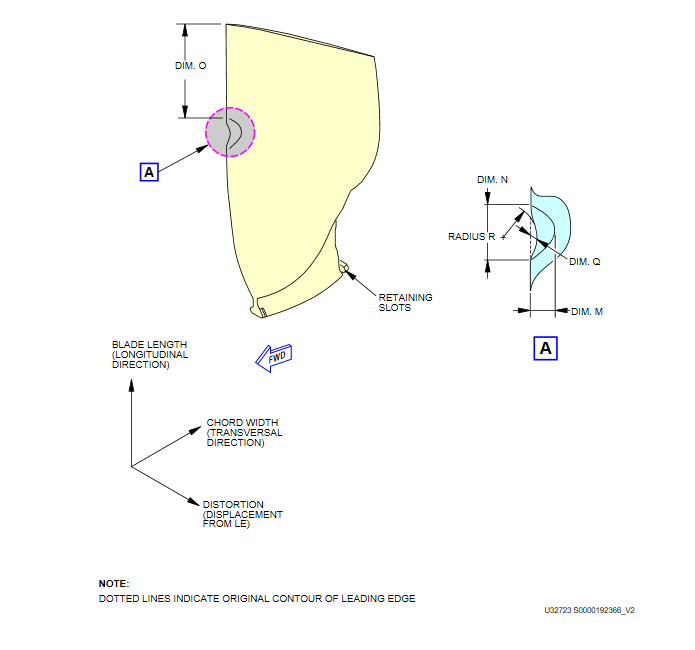 DIM. O
A
DIM. N
RADIUS R
DIM. Q
RETAINING
SLOTS
DIM. M
A
BLADE LENGTH
(LONGITUDINAL
DIRECTION)
FWD
CHORD WIDTH
(TRANSVERSAL
DIRECTION)
DISTORTION
(DISPLACEMENT
FROM LE)
NOTE:
DOTTED LINES INDICATE ORIGINAL CONTOUR OF LEADING EDGE
U32723 S0000192366_V2